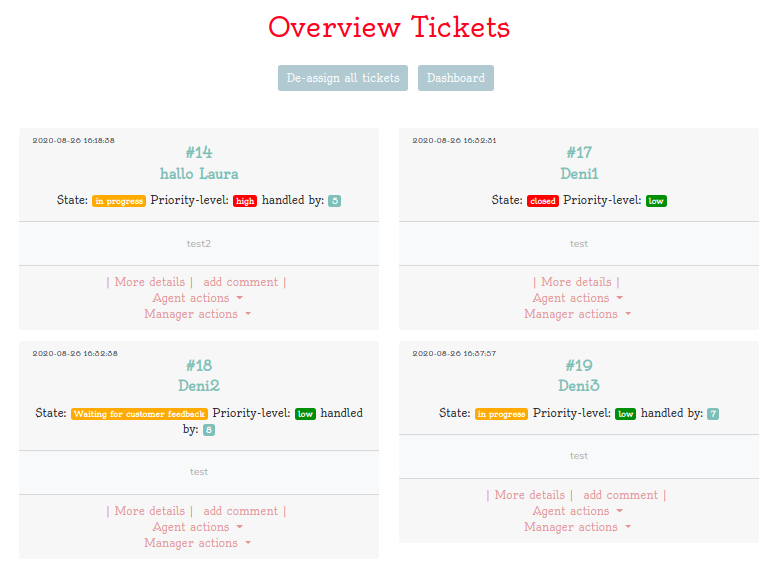 Overview Tickets
De-assign all tickets Dashboard
2020-08-26 16:18:38
#14
hallo Laura
State: in progress Priority-level: high handled by: 5
test2
| More details | add comment |
Agent actions
Manager actions
2020-08-26 16:32:31
#17
Deni1
State: closed Priority-level: low
test
| More details |
Agent actions
Manager actions
2020-08-26 16:32:38
#18
Deni2
State: Waiting for customer feedback Priority-level: low handled
by: 8
test
| More details | add comment |
Agent actions
Manager actions
2020-08-26 16:37:57
#19
Deni3
State: in progress Priority-level: low handled by: 7
test
| More details | add comment |
Agent actions
Manager actions